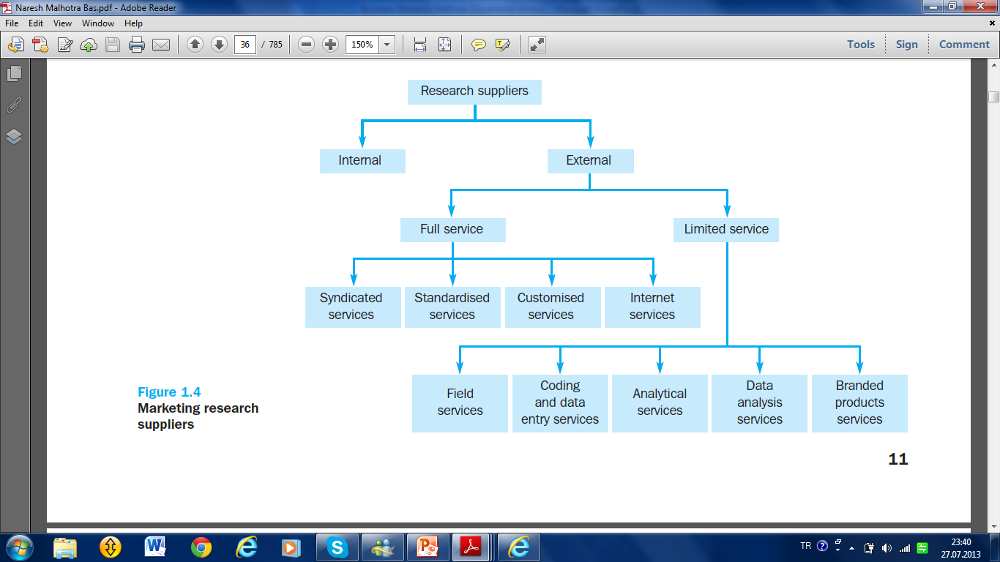 Naresh Malhotra Bas.pdf - Adobe Reader
File Edit View Window Help
36 / 785 150% Tools Sign Comment
Research suppliers
Internal External
Full service Limited service
Syndicated Standardised Customised Internet
services services services services
Field Coding Analytical Data Branded
services and data services analysis products
entry services services services
Figure 1.4
Marketing research
suppliers
11
TR 23:40
27.07.2013